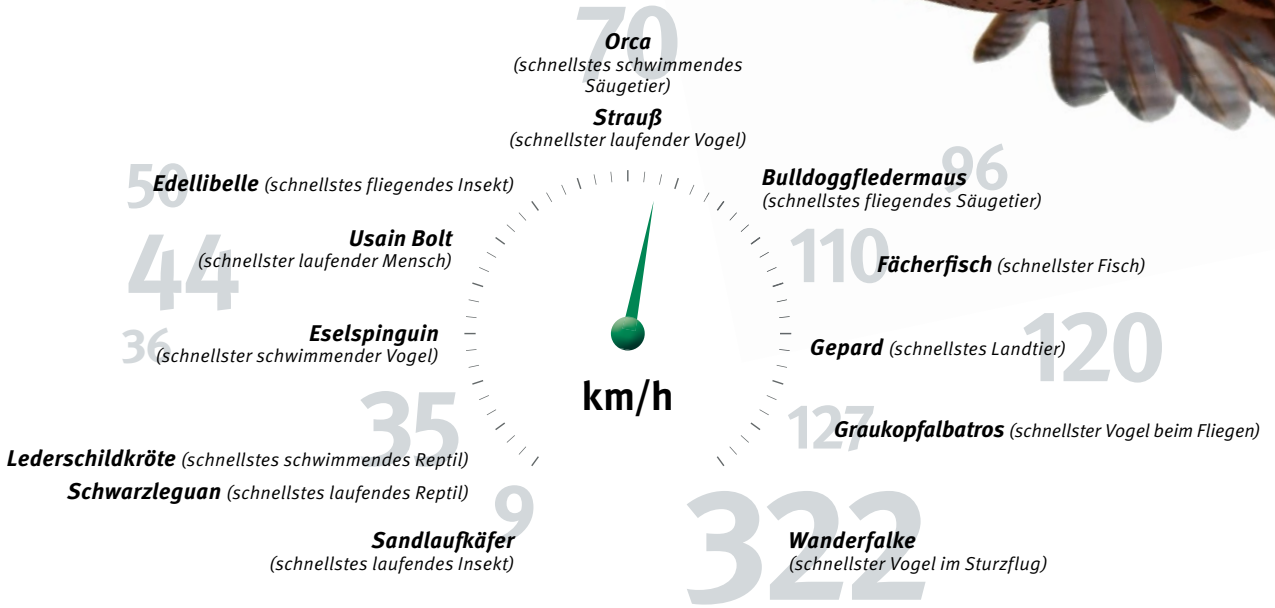 70
Orca
(schnellstes schwimmendes
Säugetier)
Strauß
(schnellster laufender Vogel)
50
Edellibelle (schnellstes fliegendes Insekt)
96
Bulldoggfledermaus
(schnellstes fliegendes Säugetier)
44
Usain Bolt
(schnellster laufender Mensch)
110
Fächerfisch (schnellster Fisch)
36
Eselspinguin
(schnellster schwimmender Vogel)
120
Gepard (schnellstes Landtier)
km/h
35
Lederschildkröte (schnellstes schwimmendes Reptil)
Schwarzleguan (schnellstes laufendes Reptil)
127
Graukopfalbatros (schnellster Vogel beim Fliegen)
9
Sandlaufkäfer
(schnellstes laufendes Insekt)
322
Wanderfalke
(schnellster Vogel im Sturzflug)